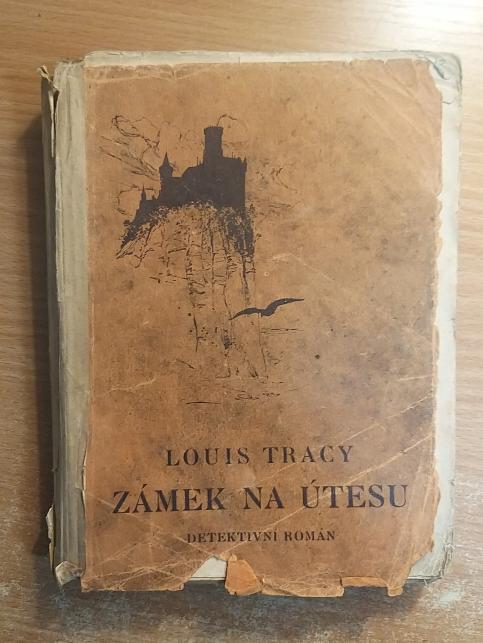 LOUIS TRACY
ZÁMEK NA ÚTESU
DETEKTIVNÍ ROMÁN